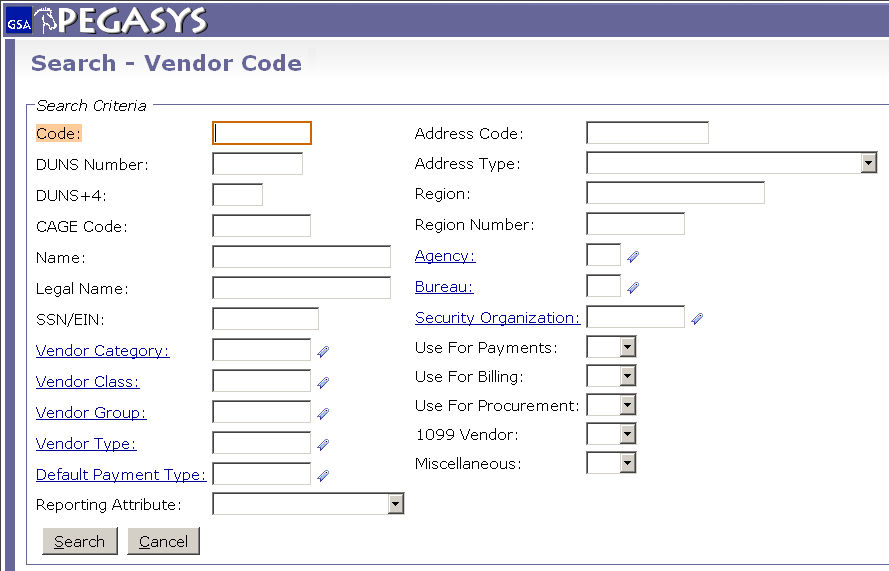 GSA PEGASYS
Search - Vendor Code
Search Criteria
Code:
DUNS Number:
DUNS+4:
CAGE Code:
Name:
Legal Name:
SSN/EIN:
Vendor Category:
Vendor Class:
Vendor Group:
Vendor Type:
Default Payment Type:
Reporting Attribute:
Address Code:
Address Type:
Region:
Region Number:
Agency:
Bureau:
Security Organization:
Use For Payments:
Use For Billing:
Use For Procurement:
1099 Vendor:
Miscellaneous:
Search Cancel